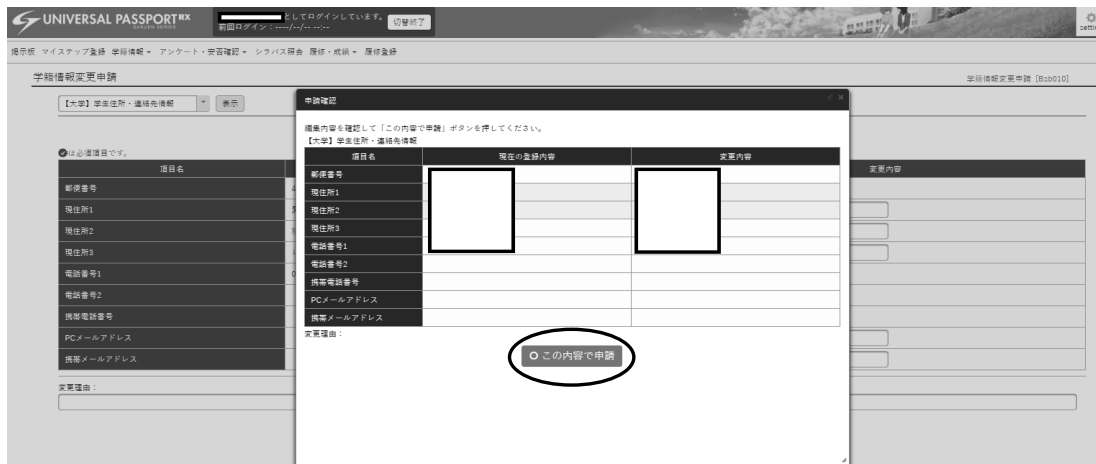 UNIVERSAL PASSPORT RX
GAKUEN SERIES
としてログインしています。
前回ログイン：----/--/-- --:--
切替終了
掲示板 マイステップ登録 学籍情報 アンケート・安否確認 シラバス照会 履修・成績 履修登録
学籍情報変更申請
学籍情報変更申請 [Bsb010]
【大学】学生住所・連絡先情報
表示
は必須項目です。
項目名
変更内容
郵便番号
現住所1
現住所2
現住所3
電話番号1
電話番号2
携帯電話番号
PCメールアドレス
携帯メールアドレス
変更理由：
申請確認
編集内容を確認して「この内容で申請」ボタンを押してください。
【大学】学生住所・連絡先情報
項目名 現在の登録内容 変更内容
郵便番号
現住所1
現住所2
現住所3
電話番号1
電話番号2
携帯電話番号
PCメールアドレス
携帯メールアドレス
変更理由：
この内容で申請